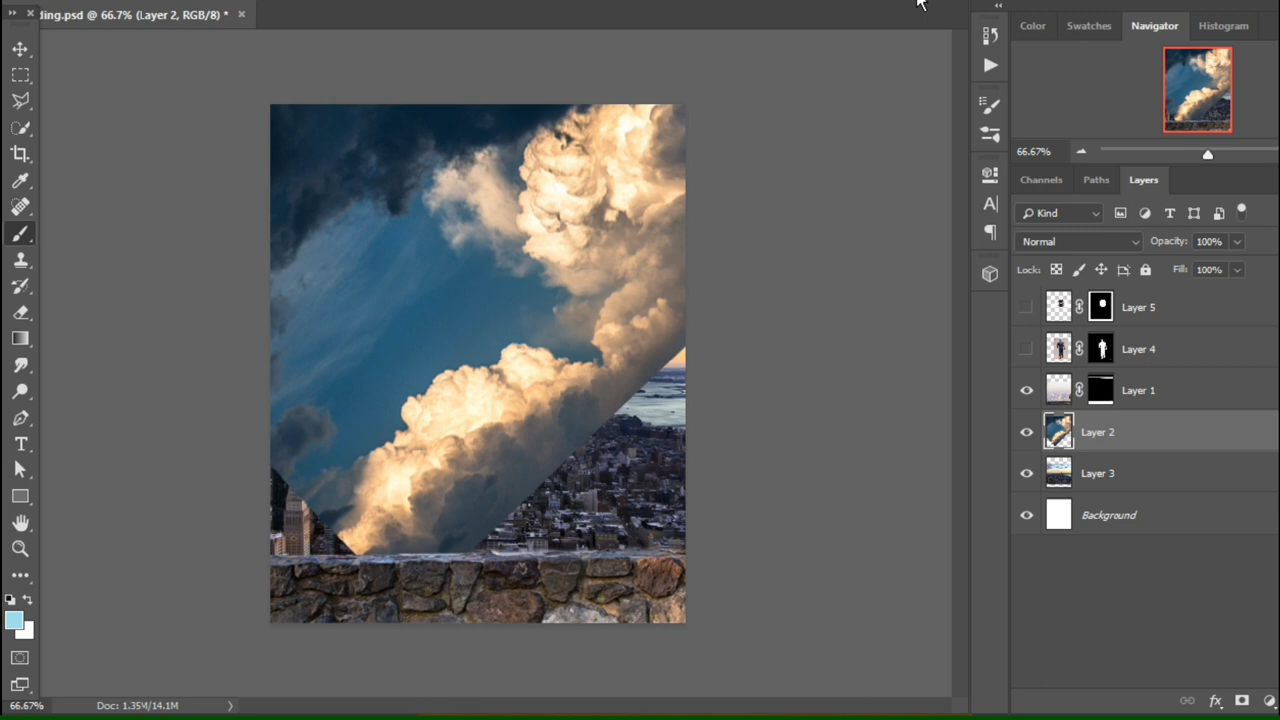 ding.psd @ 66.7% (Layer 2, RGB/8) *
Color
Swatches
Navigator
Histogram
66.67%
Channels
Paths
Layers
Kind
Normal
Opacity: 100%
Lock:
Fill: 100%
Layer 5
Layer 4
Layer 1
Layer 2
Layer 3
Background
66.67%
Doc: 1.35M/14.1M